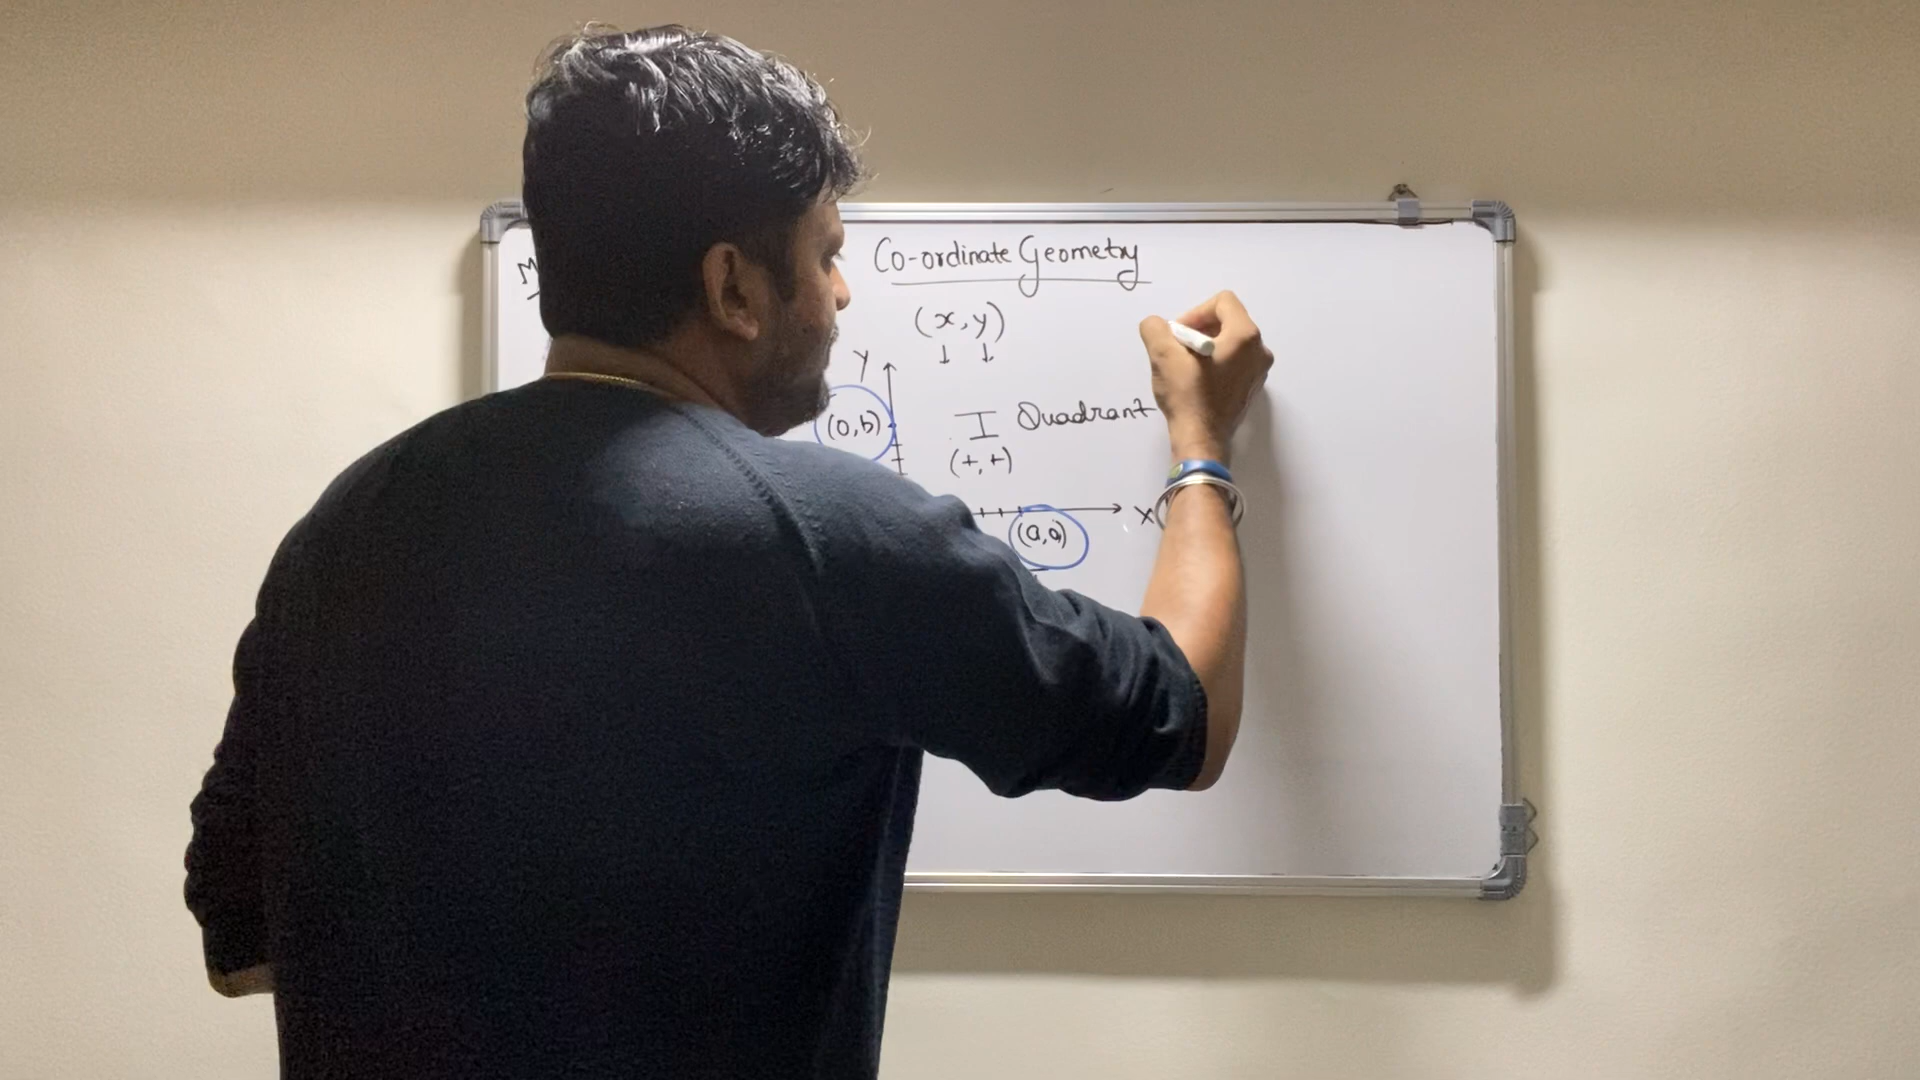 Co-ordinate Geometry
(x, y)
↓ ↓
y
(0, b)
I Quadrant
(+, +)
X
(a, 0)